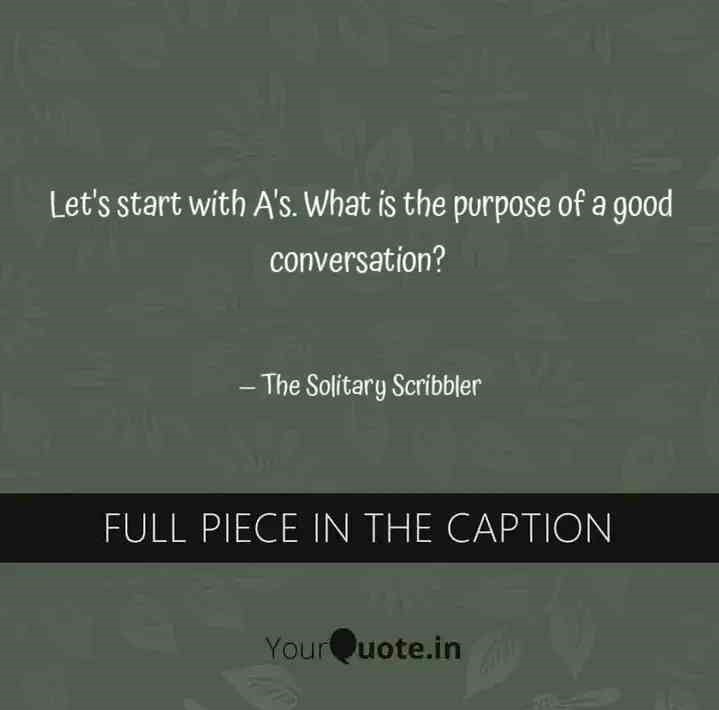 Let's start with A's. What is the purpose of a good
conversation?
– The Solitary Scribbler
FULL PIECE IN THE CAPTION
YourQuote.in